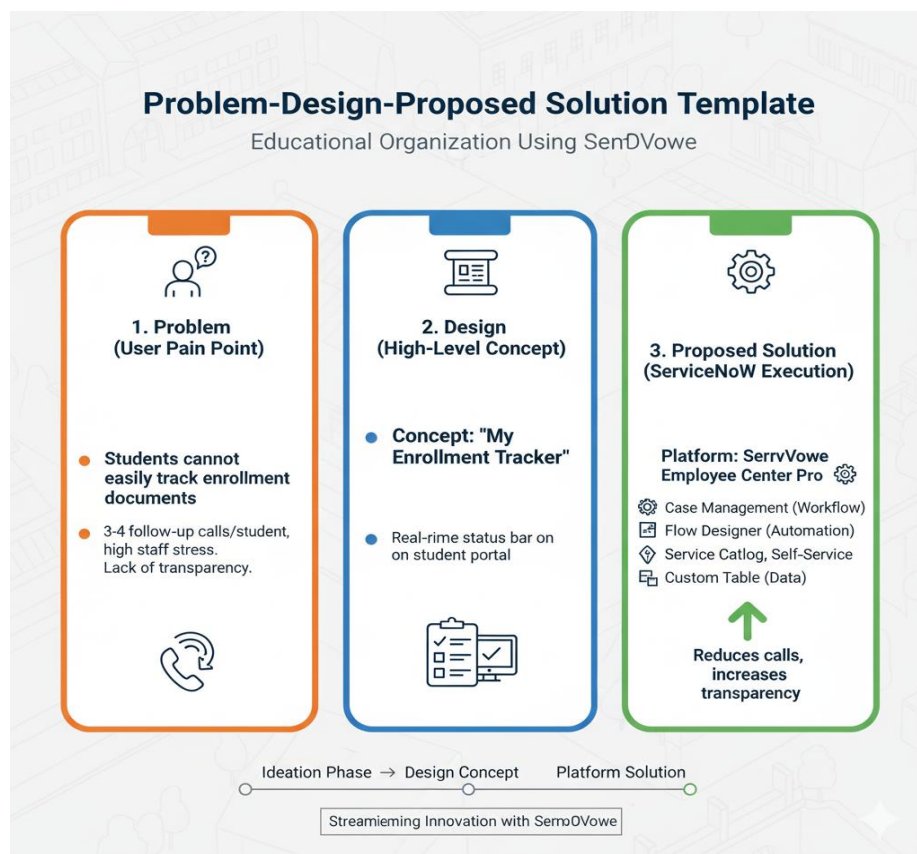 Problem-Design-Proposed Solution Template
Educational Organization Using SemDVowe
?
1. Problem
(User Pain Point)
Students cannot
easily track enrollment
documents
3-4 follow-up calls/student,
high staff stress.
Lack of transparency.
2. Design
(High-Level Concept)
Concept: "My
Enrollment Tracker"
Real-rime status bar on
on student portal
3. Proposed Solution
(ServiceNoW Execution)
Platform: SerrvVowe
Employee Center Pro
Case Management (Workflow)
Flow Designer (Automation)
Service Catlog, Self-Service
Custom Table (Data)
Reduces calls,
increases
transparency
Ideation Phase → Design Concept Platform Solution
Streamieming Innovation with SemoOVowe